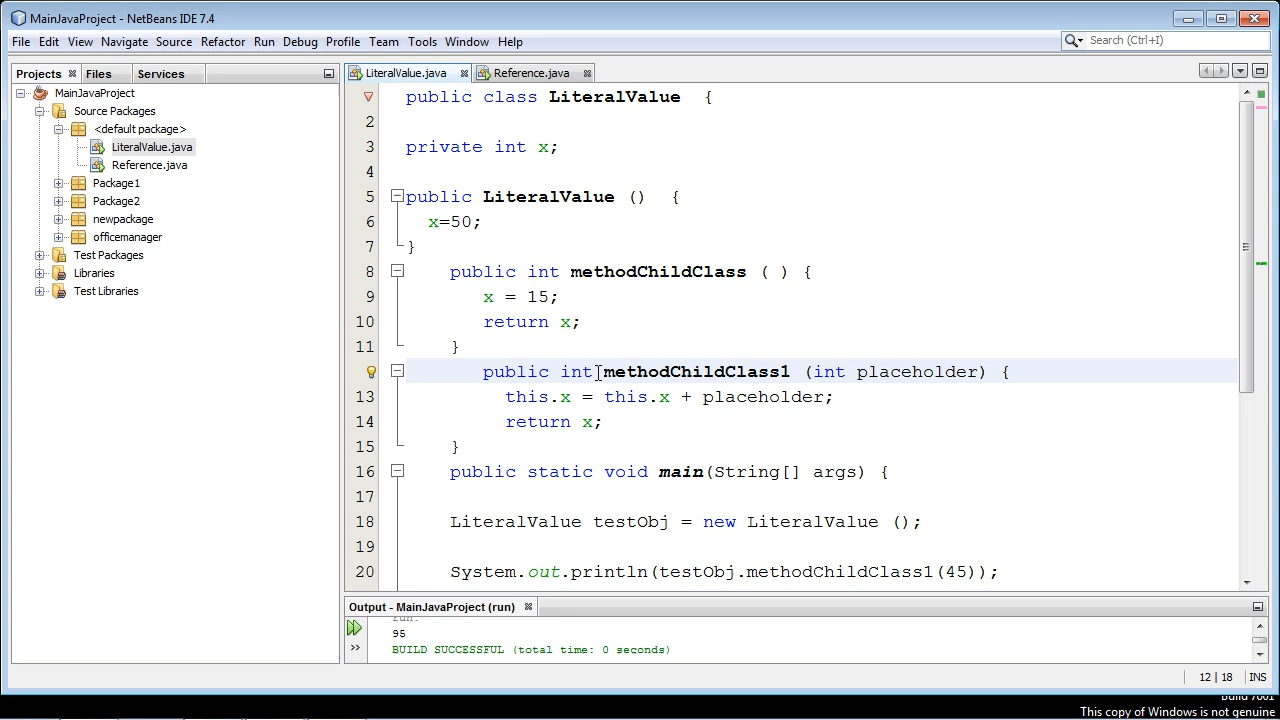 MainJavaProject - NetBeans IDE 7.4
File Edit View Navigate Source Refactor Run Debug Profile Team Tools Window Help
Search (Ctrl+I)
Projects Files Services
MainJavaProject
Source Packages
<default package>
LiteralValue.java
Reference.java
Package1
Package2
newpackage
officemanager
Test Packages
Libraries
Test Libraries
LiteralValue.java Reference.java
public class LiteralValue {
2
3 private int x;
4
5 public LiteralValue () {
6 x=50;
7 }
8 public int methodChildClass ( ) {
9 x = 15;
10 return x;
11 }
public int methodChildClass1 (int placeholder) {
13 this.x = this.x + placeholder;
14 return x;
15 }
16 public static void main(String[] args) {
17
18 LiteralValue testObj = new LiteralValue ();
19
20 System.out.println(testObj.methodChildClass1(45));
Output - MainJavaProject (run)
run:
95
BUILD SUCCESSFUL (total time: 0 seconds)
12 | 18 INS
Build 7601
This copy of Windows is not genuine